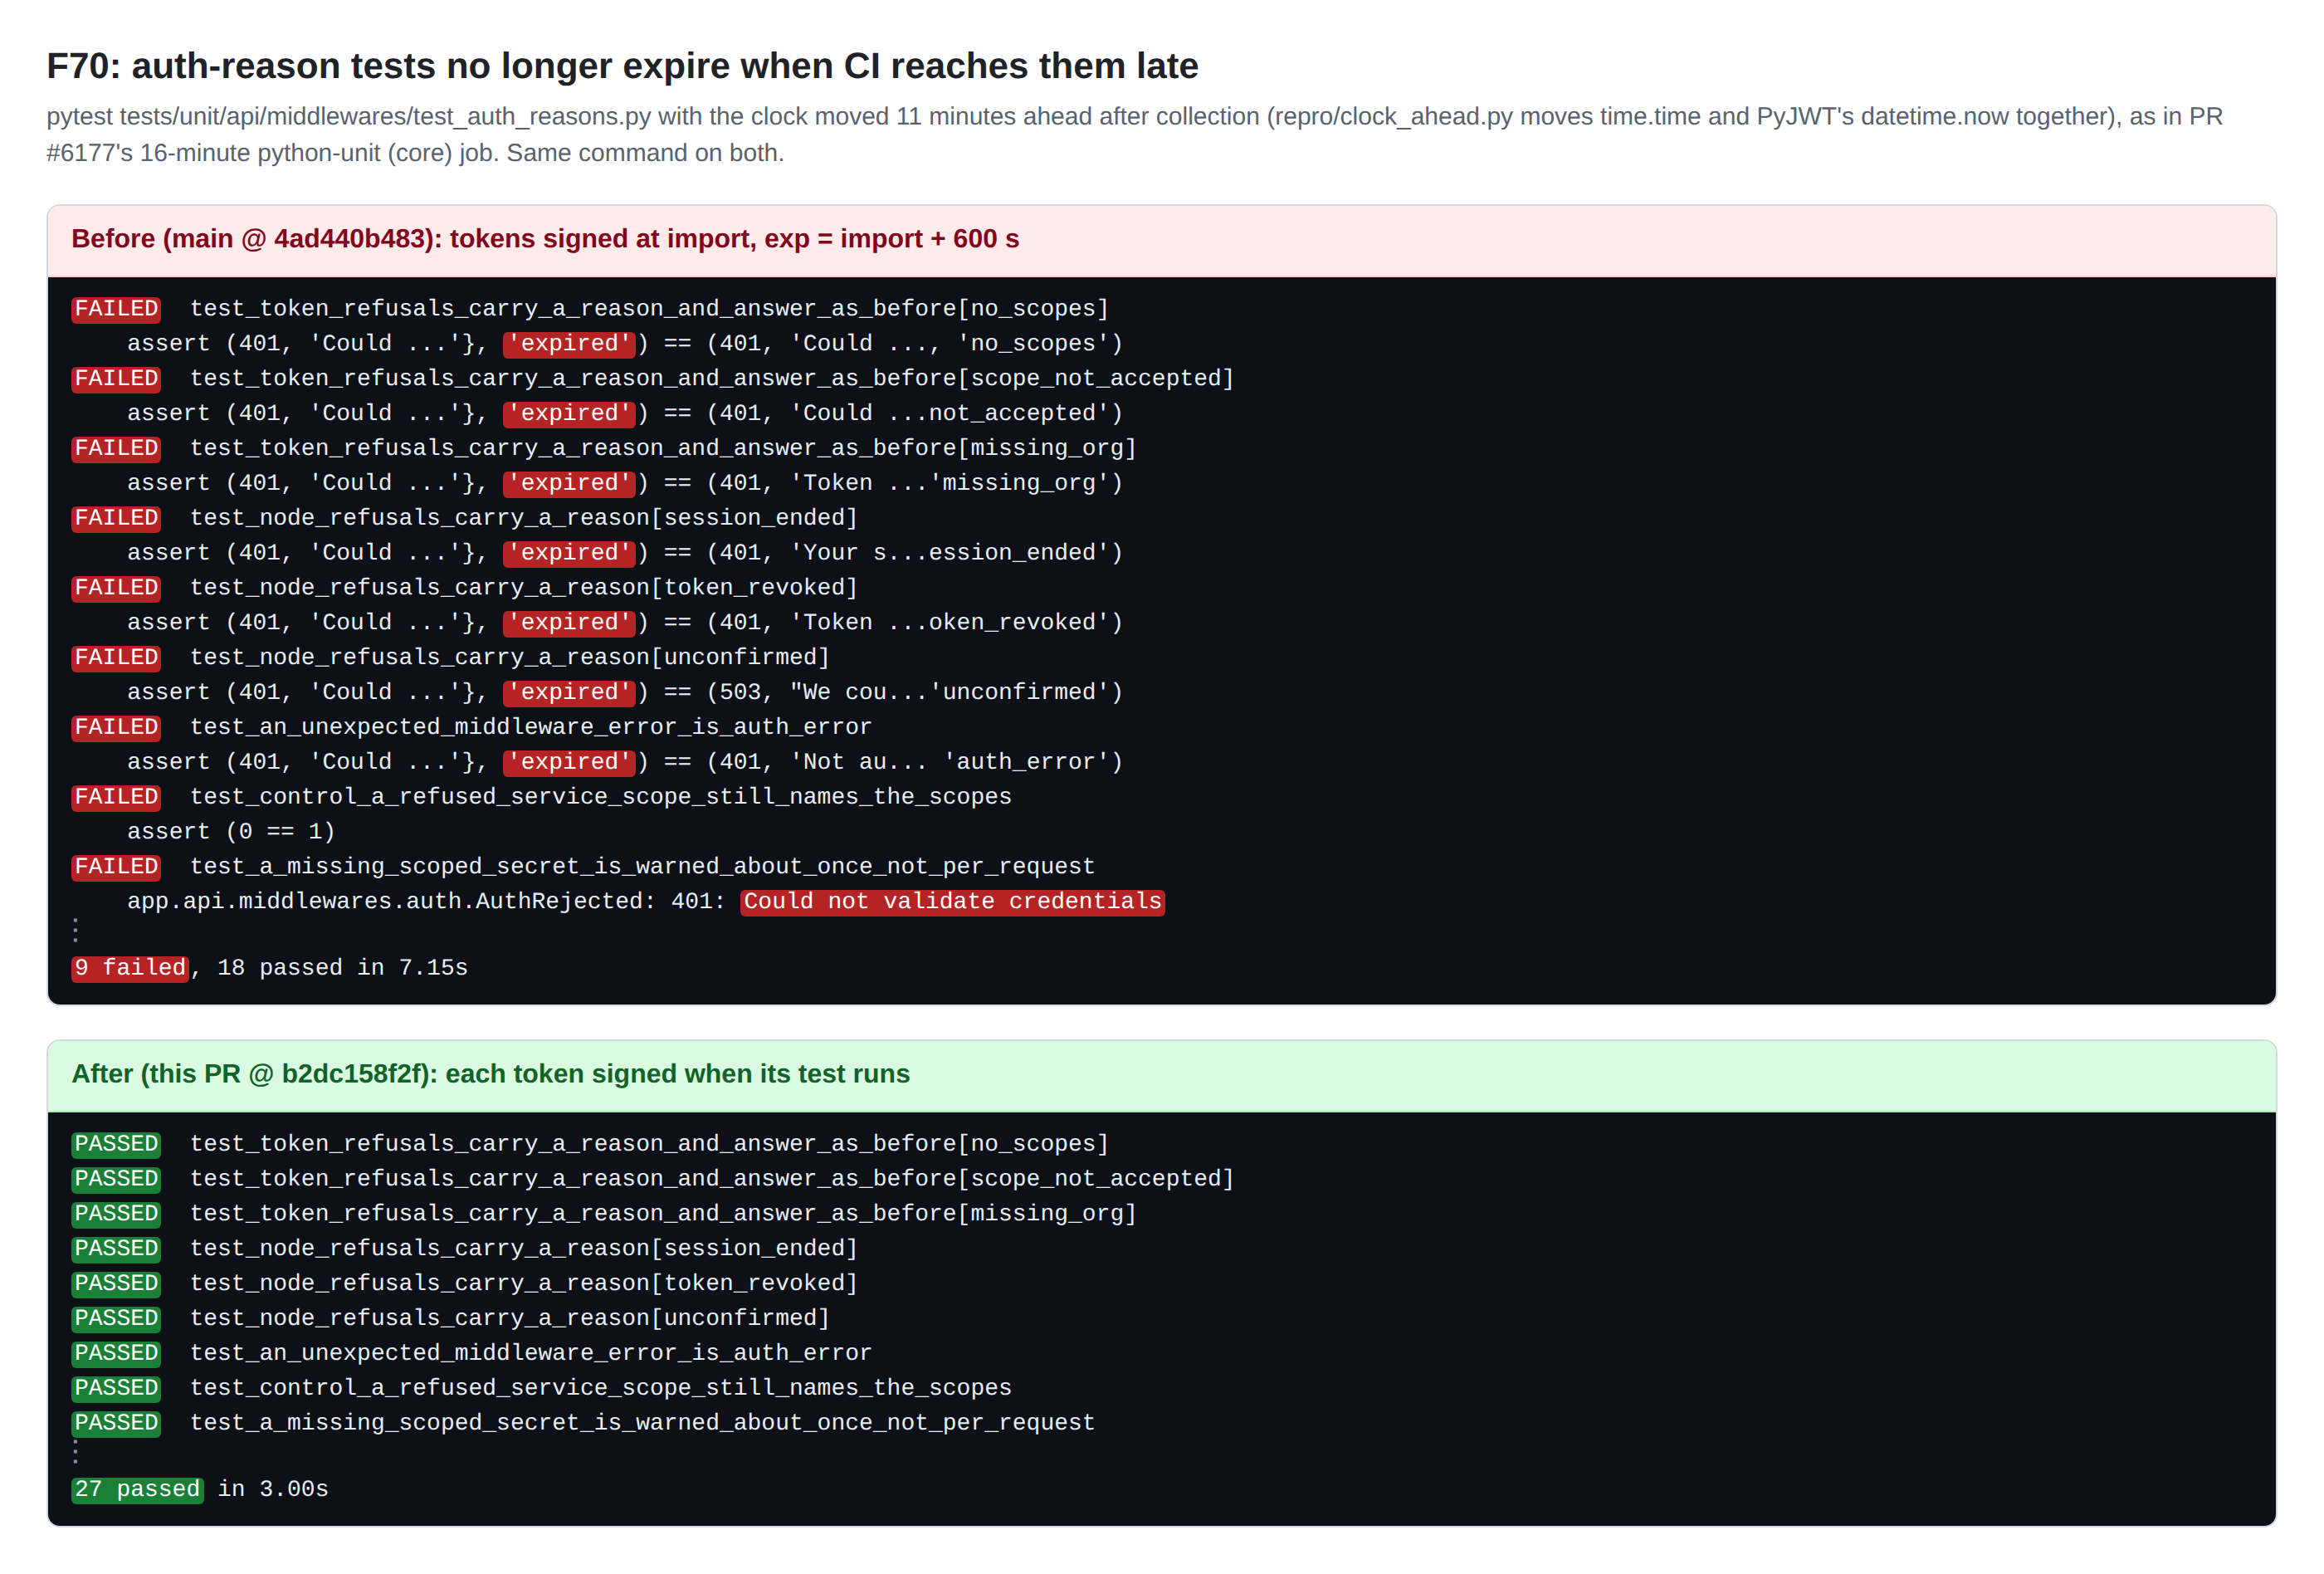 F70: auth-reason tests no longer expire when CI reaches them late
pytest tests/unit/api/middlewares/test_auth_reasons.py with the clock moved 11 minutes ahead after collection (repro/clock_ahead.py moves time.time and PyJWT's datetime.now together), as in PR
#6177's 16-minute python-unit (core) job. Same command on both.
Before (main @ 4ad440b483): tokens signed at import, exp = import + 600 s
FAILED  test_token_refusals_carry_a_reason_and_answer_as_before[no_scopes]
    assert (401, 'Could ...'}, 'expired') == (401, 'Could ..., 'no_scopes')
FAILED  test_token_refusals_carry_a_reason_and_answer_as_before[scope_not_accepted]
    assert (401, 'Could ...'}, 'expired') == (401, 'Could ...not_accepted')
FAILED  test_token_refusals_carry_a_reason_and_answer_as_before[missing_org]
    assert (401, 'Could ...'}, 'expired') == (401, 'Token ...'missing_org')
FAILED  test_node_refusals_carry_a_reason[session_ended]
    assert (401, 'Could ...'}, 'expired') == (401, 'Your s...ession_ended')
FAILED  test_node_refusals_carry_a_reason[token_revoked]
    assert (401, 'Could ...'}, 'expired') == (401, 'Token ...oken_revoked')
FAILED  test_node_refusals_carry_a_reason[unconfirmed]
    assert (401, 'Could ...'}, 'expired') == (503, "We cou...'unconfirmed')
FAILED  test_an_unexpected_middleware_error_is_auth_error
    assert (401, 'Could ...'}, 'expired') == (401, 'Not au... 'auth_error')
FAILED  test_control_a_refused_service_scope_still_names_the_scopes
    assert (0 == 1)
FAILED  test_a_missing_scoped_secret_is_warned_about_once_not_per_request
    app.api.middlewares.auth.AuthRejected: 401: Could not validate credentials
⋮
9 failed, 18 passed in 7.15s
After (this PR @ b2dc158f2f): each token signed when its test runs
PASSED  test_token_refusals_carry_a_reason_and_answer_as_before[no_scopes]
PASSED  test_token_refusals_carry_a_reason_and_answer_as_before[scope_not_accepted]
PASSED  test_token_refusals_carry_a_reason_and_answer_as_before[missing_org]
PASSED  test_node_refusals_carry_a_reason[session_ended]
PASSED  test_node_refusals_carry_a_reason[token_revoked]
PASSED  test_node_refusals_carry_a_reason[unconfirmed]
PASSED  test_an_unexpected_middleware_error_is_auth_error
PASSED  test_control_a_refused_service_scope_still_names_the_scopes
PASSED  test_a_missing_scoped_secret_is_warned_about_once_not_per_request
⋮
27 passed in 3.00s